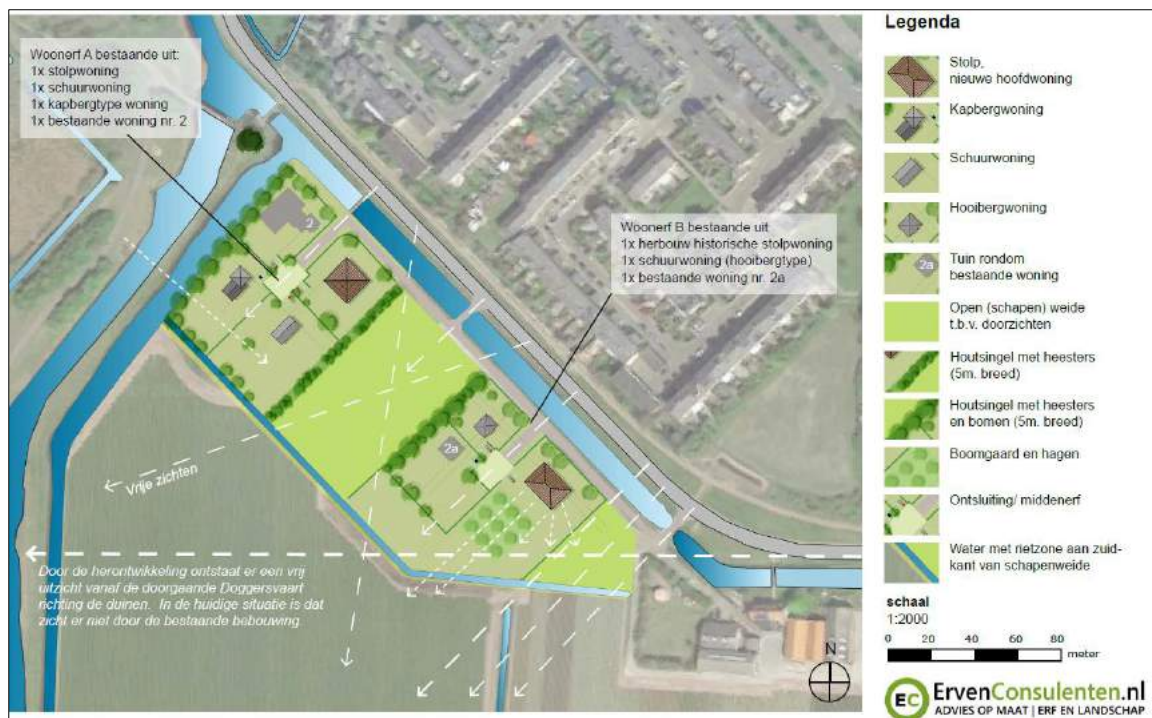 Woonerf A bestaande uit:
1x stolpwoning
1x schuurwoning
1x kapbergtype woning
1x bestaande woning nr. 2
2
Woonerf B bestaande uit
1x herbouw historische stolpwoning
1x schuurwoning (hooibergtype)
1x bestaande woning nr. 2a
2a
Vrije zichten
Door de herontwikkeling ontstaat er een vrij
uitzicht vanaf de doorgaande Doggersvaart
richting de duinen. In de huidige situatie is dat
zicht er niet door de bestaande bebouwing.
N
Legenda
Stolp,
nieuwe hoofdwoning
Kapbergwoning
Schuurwoning
Hooibergwoning
2a
Tuin rondom
bestaande woning
Open (schapen) weide
t.b.v. doorzichten
Houtsingel met heesters
(5m. breed)
Houtsingel met heesters
en bomen (5m. breed)
Boomgaard en hagen
Ontsluiting/ middenerf
Water met rietzone aan zuid-
kant van schapenweide
schaal
1:2000
0 20 40 60 80
meter
EC ErvenConsulenten.nl
ADVIES OP MAAT | ERF EN LANDSCHAP